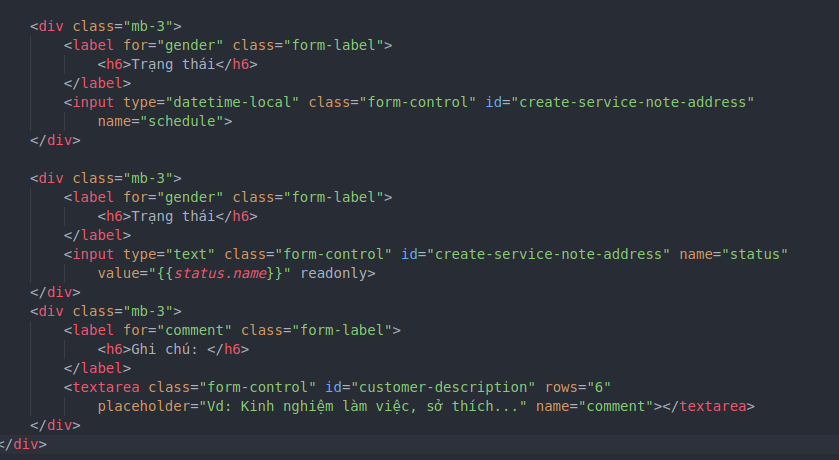 <div class="mb-3">
<label for="gender" class="form-label">
<h6>Trạng thái</h6>
</label>
<input type="datetime-local" class="form-control" id="create-service-note-address"
name="schedule">
</div>
<div class="mb-3">
<label for="gender" class="form-label">
<h6>Trạng thái</h6>
</label>
<input type="text" class="form-control" id="create-service-note-address" name="status"
value="{{status.name}}" readonly>
</div>
<div class="mb-3">
<label for="comment" class="form-label">
<h6>Ghi chú: </h6>
</label>
<textarea class="form-control" id="customer-description" rows="6"
placeholder="Vd: Kinh nghiệm làm việc, sở thích..." name="comment"></textarea>
</div>
</div>